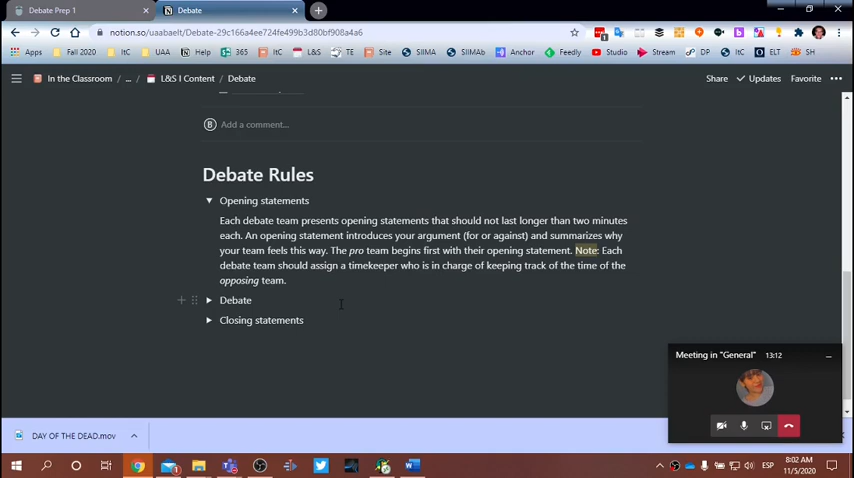 Debate Prep 1
Debate
notion.so/uaabaelt/Debate-29c166a4ee724fe499b3d80bf908a4a6
Apps Fall 2020 ItC UAA Help 365 ItC L&S TE Site SIIMA SIIMAb Anchor Feedly Studio Stream DP ItC ELT SH
In the Classroom / ... / L&S I Content / Debate
Share Updates Favorite
B Add a comment...
Debate Rules
Opening statements
Each debate team presents opening statements that should not last longer than two minutes
each. An opening statement introduces your argument (for or against) and summarizes why
your team feels this way. The pro team begins first with their opening statement. Note: Each
debate team should assign a timekeeper who is in charge of keeping track of the time of the
opposing team.
Debate
Closing statements
Meeting in "General" 13:12
DAY OF THE DEAD.mov
ESP
8:02 AM
11/5/2020